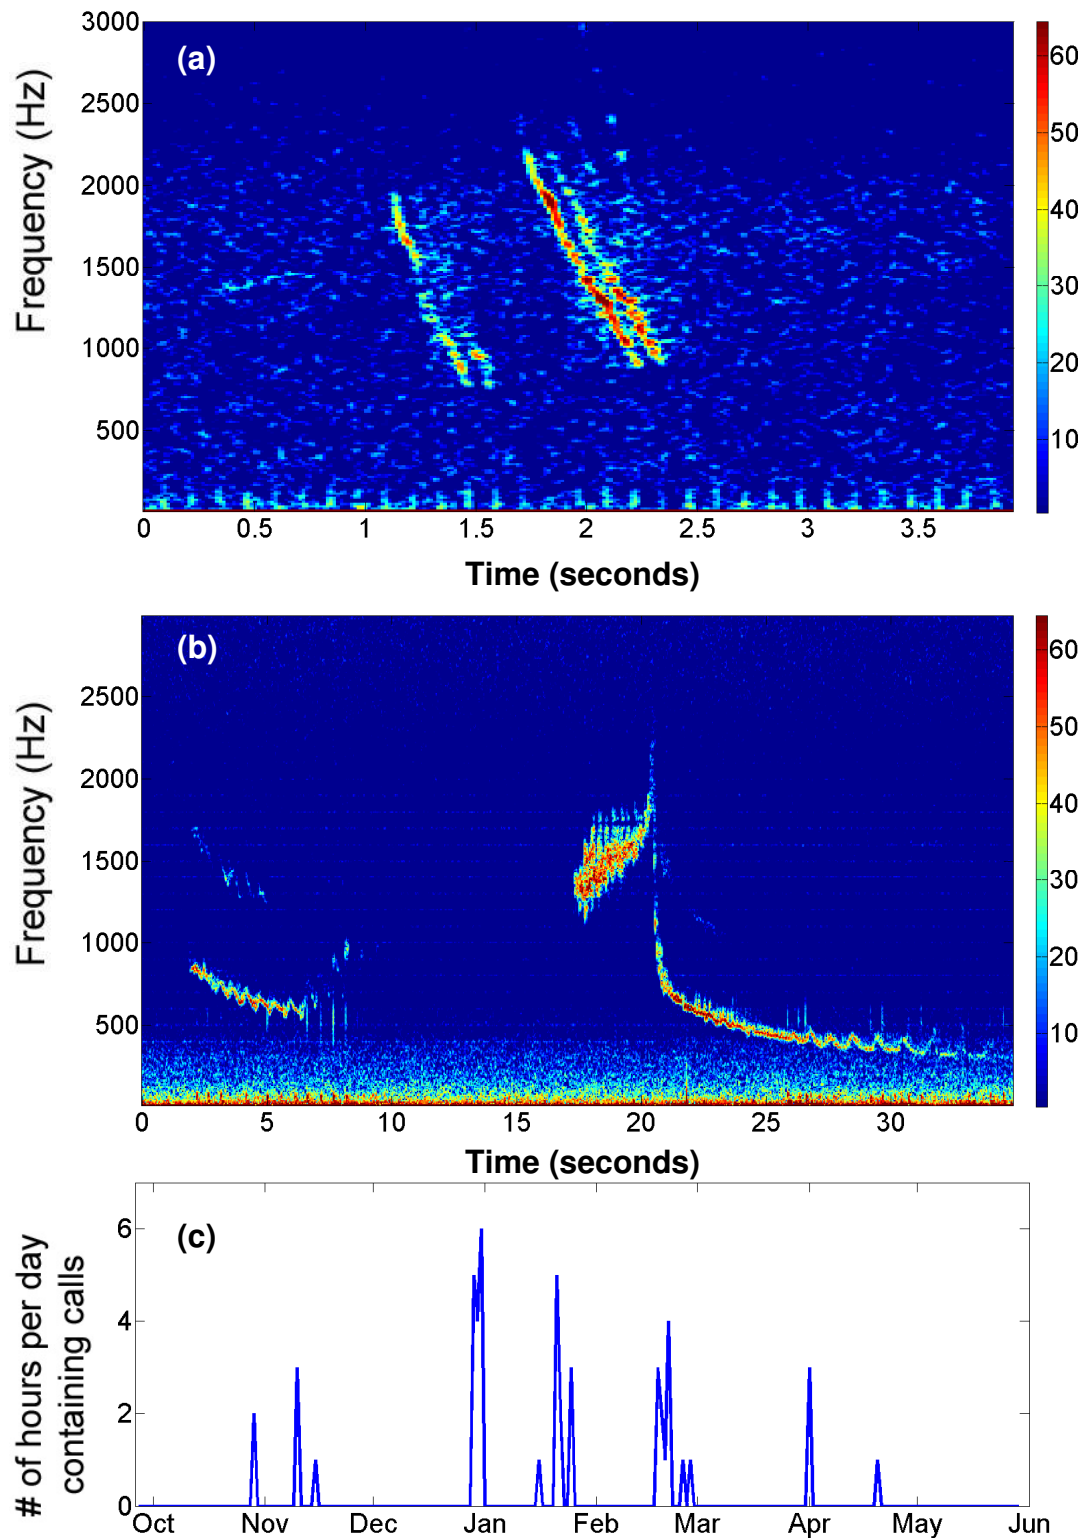 (a)
Frequency (Hz)
3000
2500
2000
1500
1000
500
0
0.5
1
1.5
2
2.5
3
3.5
Time (seconds)
60
50
40
30
20
10
(b)
Frequency (Hz)
2500
2000
1500
1000
500
0
5
10
15
20
25
30
Time (seconds)
60
50
40
30
20
10
(c)
# of hours per day
containing calls
6
4
2
0
Oct
Nov
Dec
Jan
Feb
Mar
Apr
May
Jun